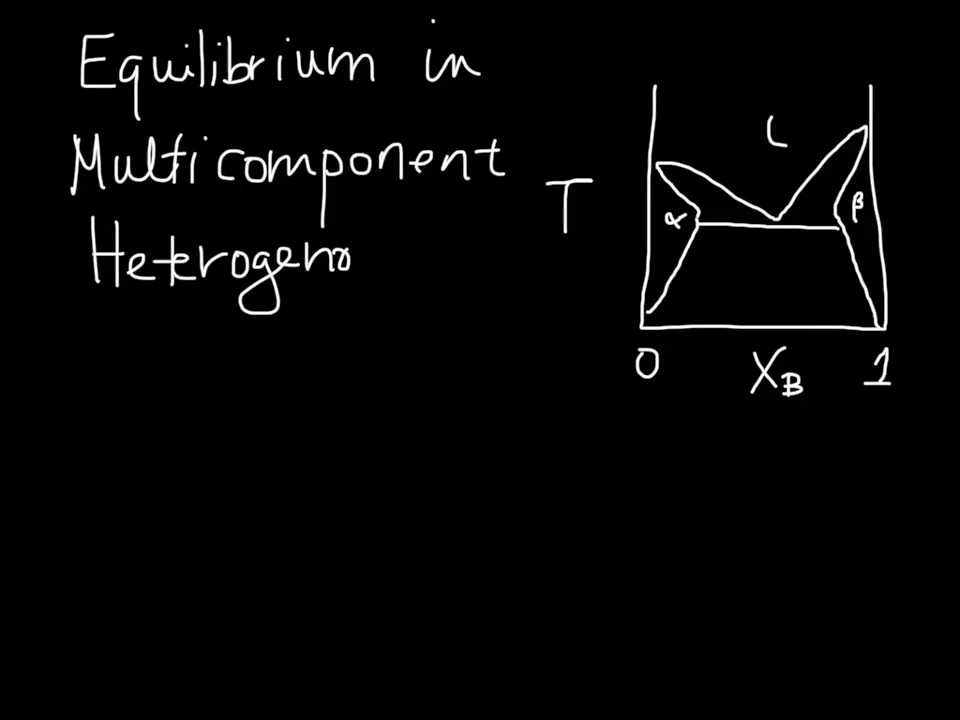 Equilibrium in
Multicomponent
Heterogeno
L
T
α
β
0
X_B
1